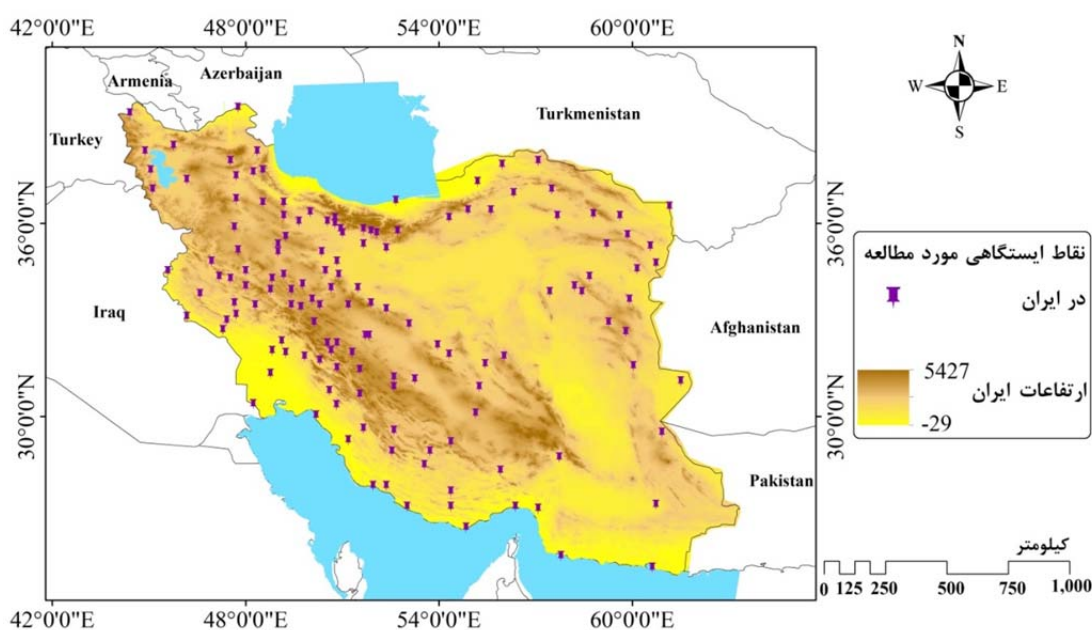 42°0'0"E
48°0'0"E
54°0'0"E
60°0'0"E
N
W
E
S
Armenia
Azerbaijan
Turkey
Turkmenistan
36°0'0"N
36°0'0"N
Iraq
Afghanistan
30°0'0"N
30°0'0"N
Pakistan
نقاط ایستگاهی مورد مطالعه
در ایران
5427
ارتفاعات ایران
-29
کیلومتر
0 125 250 500 750 1,000
42°0'0"E
48°0'0"E
54°0'0"E
60°0'0"E